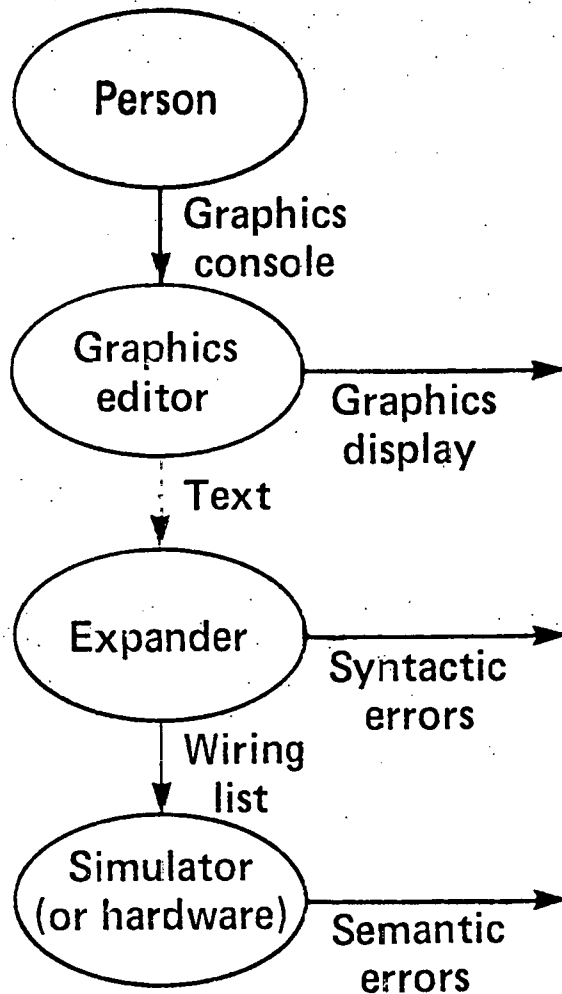 Person
Graphics
console
Graphics
editor
Graphics
display
Text
Expander
Syntactic
errors
Wiring
list
Simulator
(or hardware)
Semantic
errors